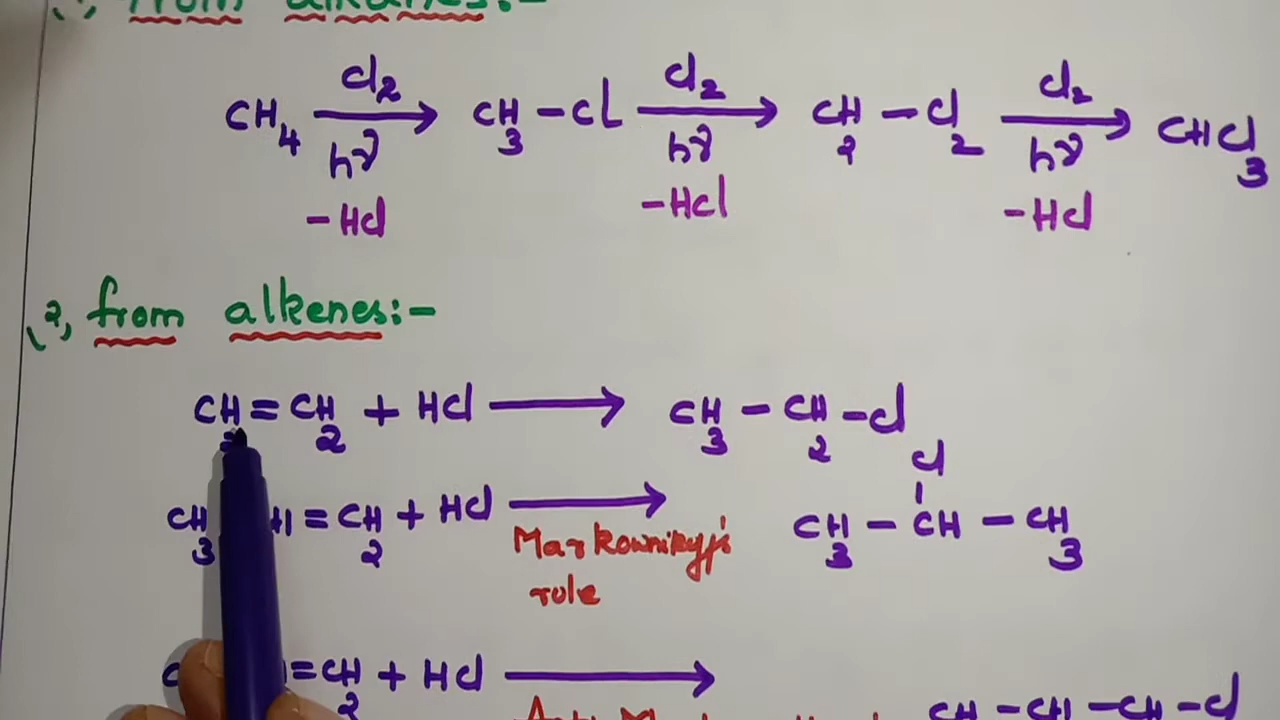 from alkanes:-
CH₄ —Cl₂/hν, -HCl→ CH₃-Cl —Cl₂/hν, -HCl→ CH₂-Cl₂ —Cl₂/hν, -HCl→ CHCl₃
(2, from alkenes:-
CH₂=CH₂ + HCl ⟶ CH₃-CH₂-Cl
Cl
CH₃ =CH₂ + HCl ⟶ CH₃-CH-CH₃
Markowniky's
role
=CH₂ + HCl ⟶
CH-CH-CH-Cl